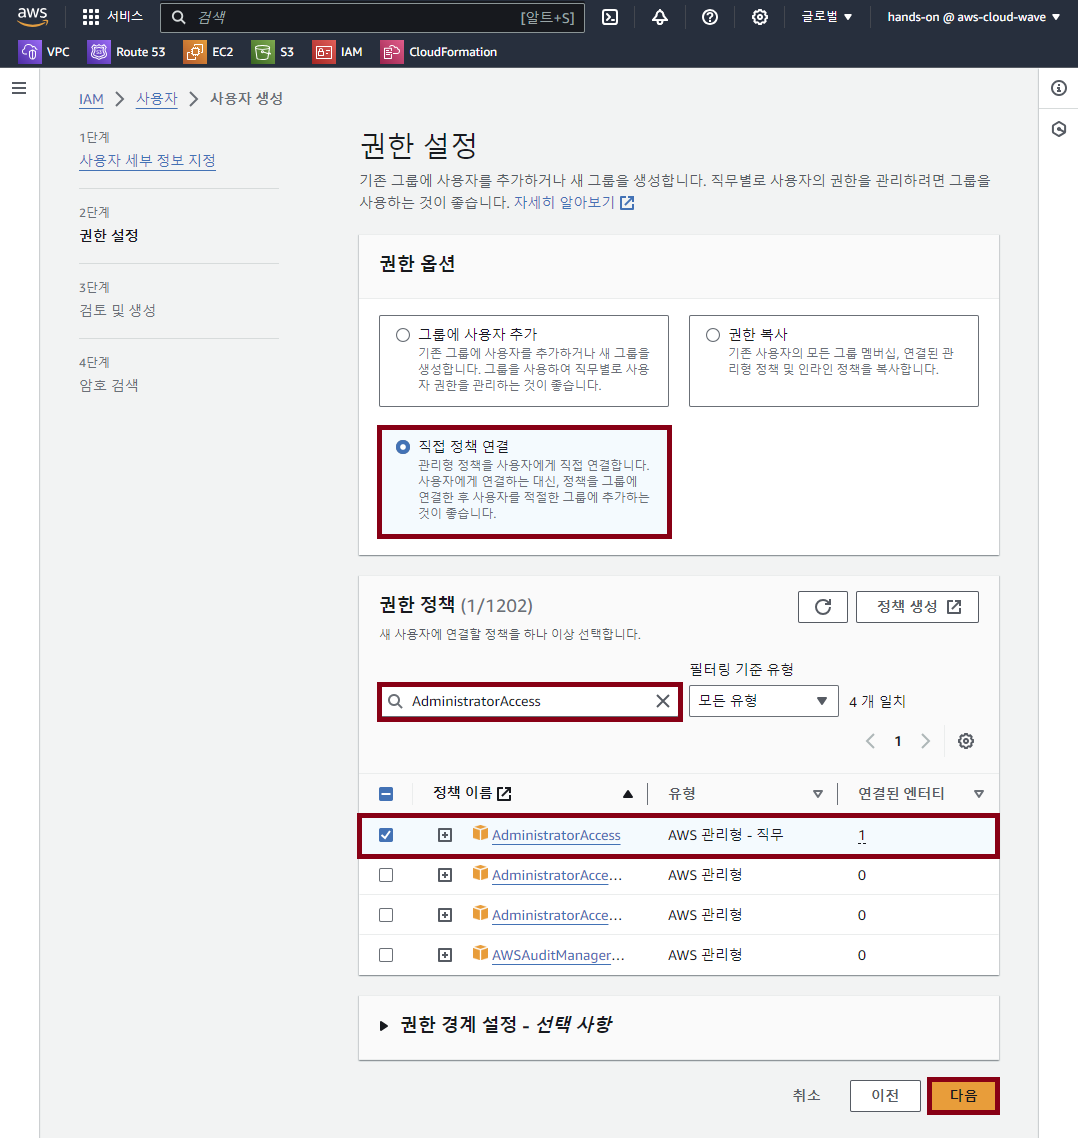 aws
서비스
검색
[알트+S]
글로벌
hands-on @ aws-cloud-wave
VPC
Route 53
EC2
S3
IAM
CloudFormation
IAM
사용자
사용자 생성
1단계
사용자 세부 정보 지정
2단계
권한 설정
3단계
검토 및 생성
4단계
암호 검색
권한 설정
기존 그룹에 사용자를 추가하거나 새 그룹을 생성합니다. 직무별로 사용자의 권한을 관리하려면 그룹을
사용하는 것이 좋습니다. 자세히 알아보기
권한 옵션
그룹에 사용자 추가
기존 그룹에 사용자를 추가하거나 새 그룹을
생성합니다. 그룹을 사용하여 직무별로 사용
자 권한을 관리하는 것이 좋습니다.
권한 복사
기존 사용자의 모든 그룹 멤버십, 연결된 관
리형 정책 및 인라인 정책을 복사합니다.
직접 정책 연결
관리형 정책을 사용자에게 직접 연결합니다.
사용자에게 연결하는 대신, 정책을 그룹에
연결한 후 사용자를 적절한 그룹에 추가하는
것이 좋습니다.
권한 정책 (1/1202)
정책 생성
새 사용자에 연결할 정책을 하나 이상 선택합니다.
필터링 기준 유형
AdministratorAccess
모든 유형
4 개 일치
1
정책 이름
유형
연결된 엔터티
AdministratorAccess
AWS 관리형 - 직무
1
AdministratorAcce...
AWS 관리형
0
AdministratorAcce...
AWS 관리형
0
AWSAuditManager...
AWS 관리형
0
권한 경계 설정 - 선택 사항
취소
이전
다음